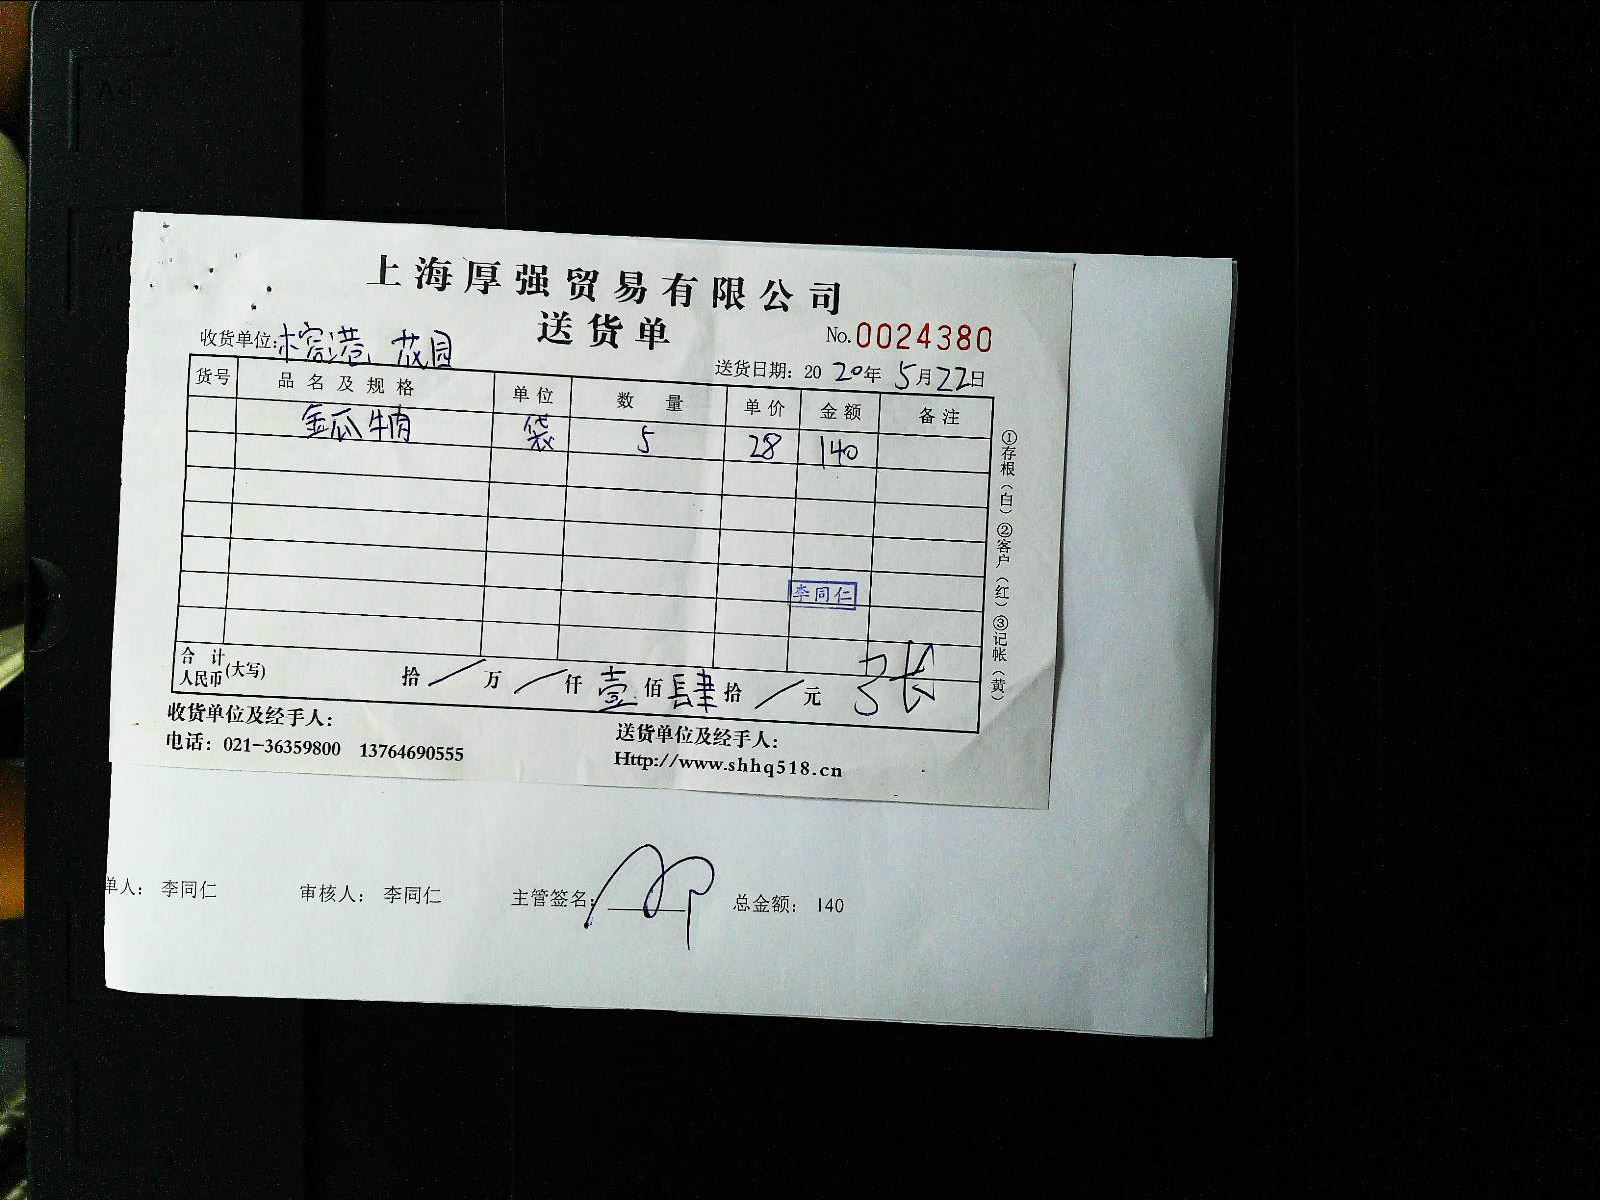 上海厚强贸易有限公司
送货单
No.0024380
收货单位:榕港 花园
送货日期：2020年5月22日
货号 品名及规格 单位 数量 单价 金额 备注
金瓜牛腩 袋 5 28 140
李同仁
合计人民币(大写) 拾/万/仟壹佰肆拾/元
收货单位及经手人：
送货单位及经手人：
电话：021-36359800 13764690555
Http://www.shhq518.cn
①存根（白）②客户（红）③记帐（黄）
单人： 李同仁 审核人： 李同仁 主管签名： 总金额： 140